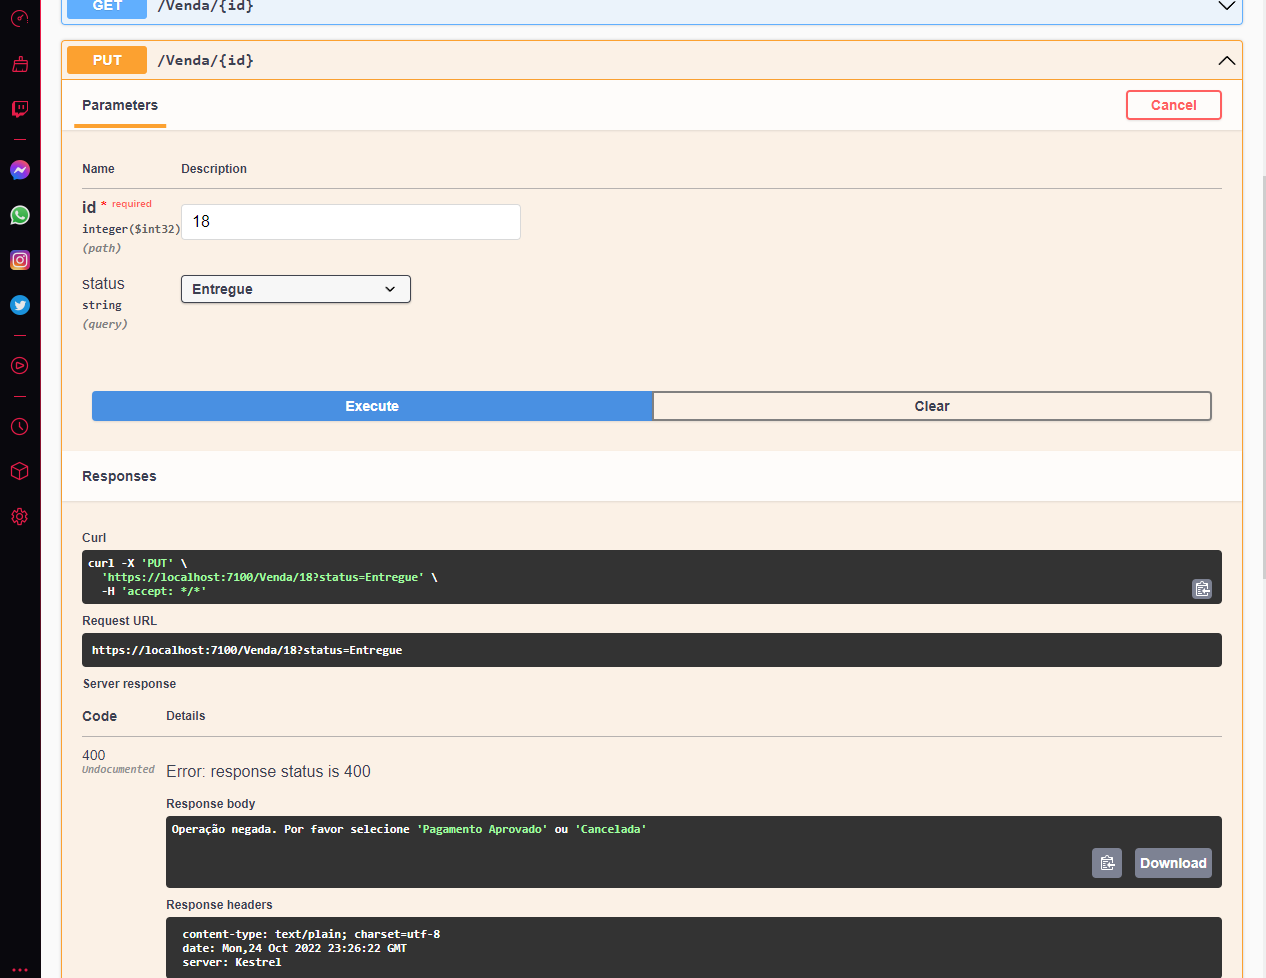 GET /Venda/{id}
PUT /Venda/{id}
Parameters
Cancel
Name Description
id * required
18
integer($int32)
(path)
status
Entregue
string
(query)
Execute
Clear
Responses
Curl
curl -X 'PUT' \
'https://localhost:7100/Venda/18?status=Entregue' \
-H 'accept: */*'
Request URL
https://localhost:7100/Venda/18?status=Entregue
Server response
Code Details
400
Undocumented
Error: response status is 400
Response body
Operação negada. Por favor selecione 'Pagamento Aprovado' ou 'Cancelada'
Download
Response headers
content-type: text/plain; charset=utf-8
date: Mon,24 Oct 2022 23:26:22 GMT
server: Kestrel